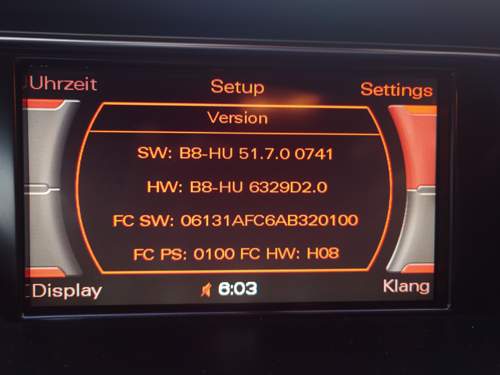 Uhrzeit Setup Settings
Version
SW: B8-HU 51.7.0 0741
HW: B8-HU 6329D2.0
FC SW: 06131AFC6AB320100
FC PS: 0100 FC HW: H08
Display 6:03 Klang